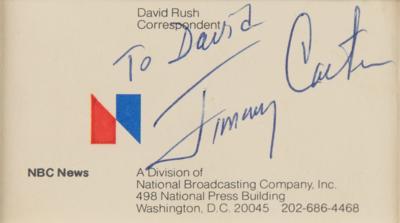 David Rush
Correspondent
To David
Jimmy Carter
NBC News
A Division of
National Broadcasting Company, Inc.
498 National Press Building
Washington, D.C. 20045 202-686-4468